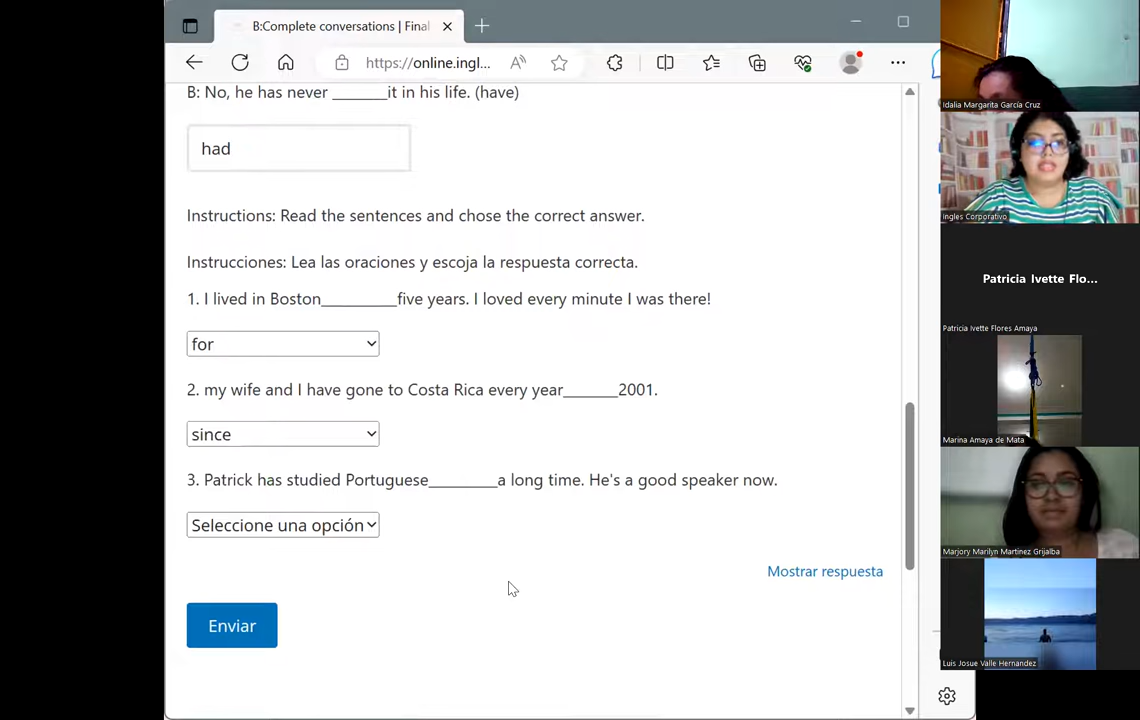 B:Complete conversations | Final
https://online.ingl...
B: No, he has never _______it in his life. (have)
had
Instructions: Read the sentences and chose the correct answer.
Instrucciones: Lea las oraciones y escoja la respuesta correcta.
1. I lived in Boston_________five years. I loved every minute I was there!
for
2. my wife and I have gone to Costa Rica every year______2001.
since
3. Patrick has studied Portuguese_________a long time. He's a good speaker now.
Seleccione una opción
Mostrar respuesta
Enviar
Idalia Margarita García Cruz
Ingles Corporativo
Patricia Ivette Flo...
Patricia Ivette Flores Amaya
Marina Amaya de Mata
Marjory Marilyn Martinez Grijalba
Luis Josue Valle Hernandez